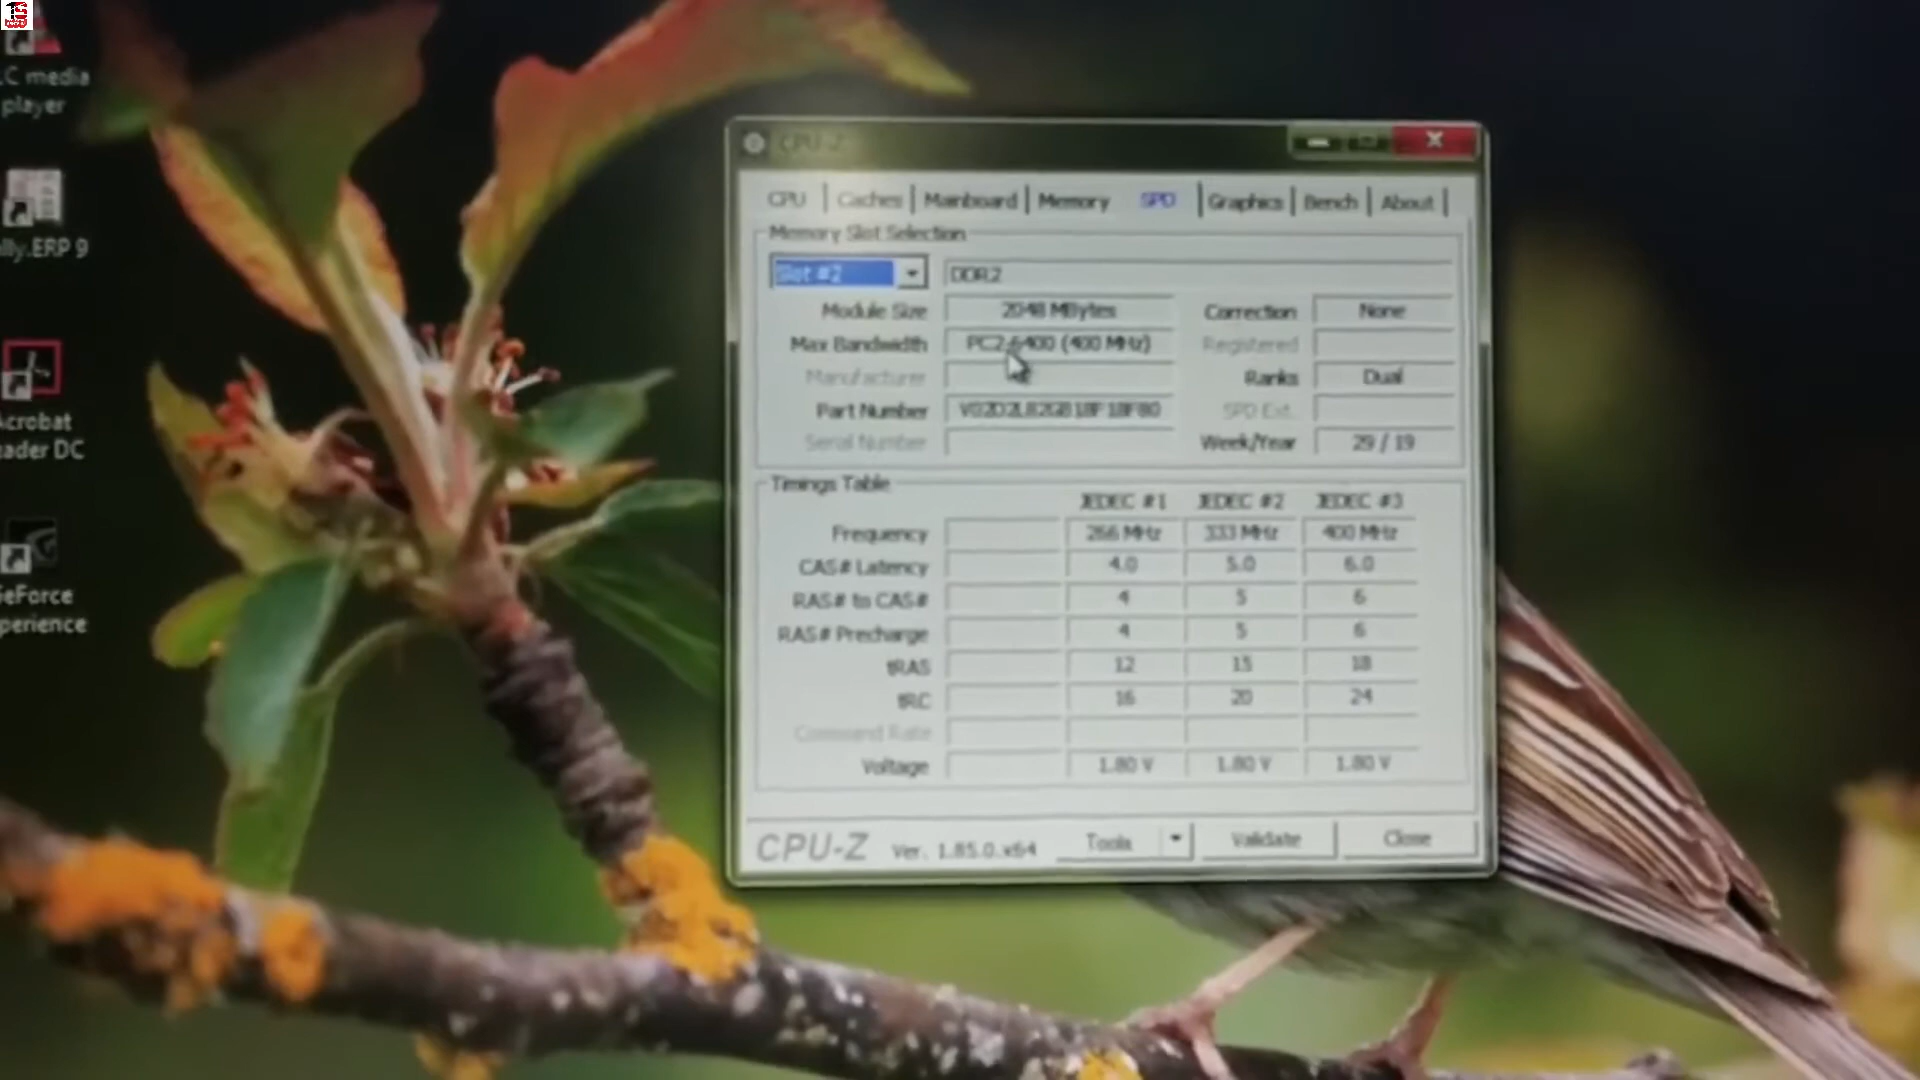 LC media
player
lly.ERP 9
Acrobat
eader DC
eForce
perience
CPU-Z
CPU Caches Mainboard Memory SPD Graphics Bench About
Memory Slot Selection
Slot #2 DDR2
Module Size 2048 MBytes Correction None
Max Bandwidth PC2-6400 (400 MHz) Registered
Manufacturer Ranks Dual
Part Number SPD Ext.
Serial Number Week/Year 29 / 19
Timings Table
JEDEC #1 JEDEC #2 JEDEC #3
Frequency 266 MHz 333 MHz 400 MHz
CAS# Latency 4.0 5.0 6.0
RAS# to CAS# 4 5 6
RAS# Precharge 4 5 6
tRAS 12 15 18
tRC 16 20 24
Command Rate
Voltage 1.80 V 1.80 V 1.80 V
CPU-Z Ver. 1.85.0.x64 Tools Validate Close